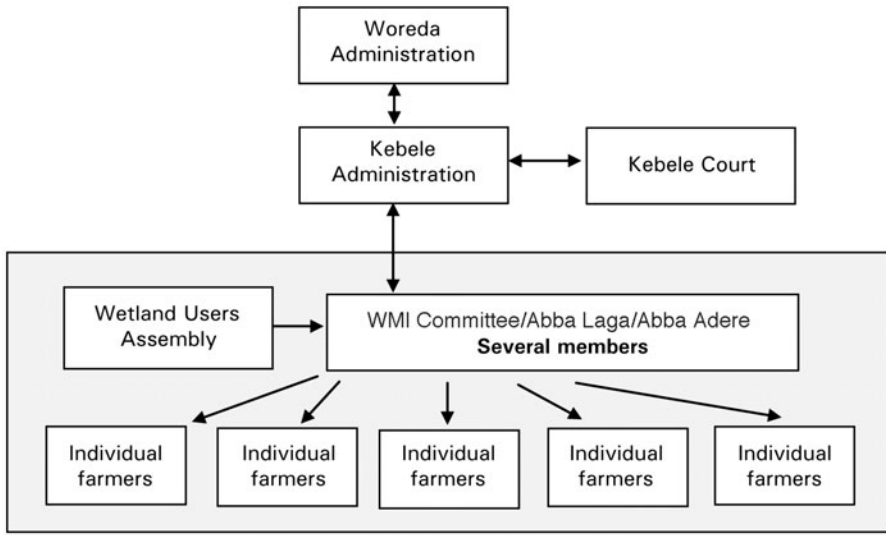 Woreda
Administration
Kebele
Administration
Kebele Court
Wetland Users
Assembly
WMI Committee/Abba Laga/Abba Adere
Several members
Individual
farmers
Individual
farmers
Individual
farmers
Individual
farmers
Individual
farmers